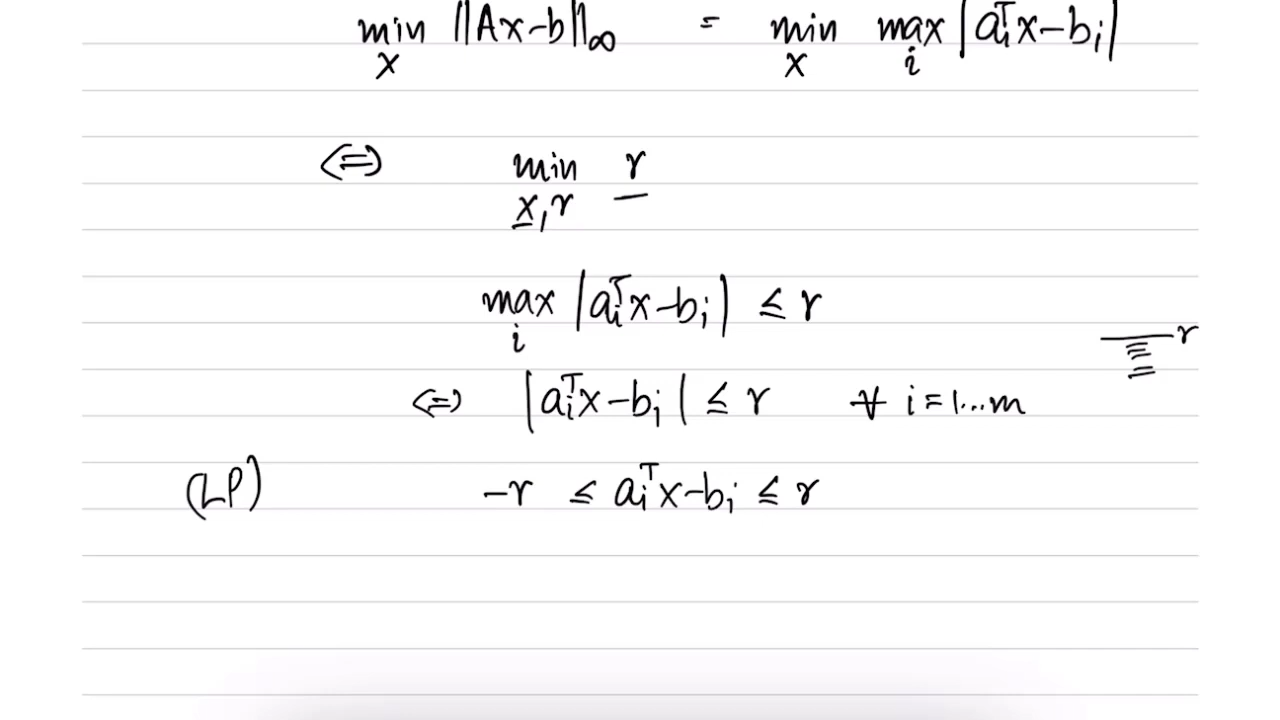 min ||Ax-b||∞ = min max |aᵢᵀx-bᵢ|
x x i
(=) min r
x,r
max |aᵢᵀx-bᵢ| ≤ r
i
r
(=) |aᵢᵀx-bᵢ| ≤ r ∀ i=1...m
(LP) -r ≤ aᵢᵀx-bᵢ ≤ r